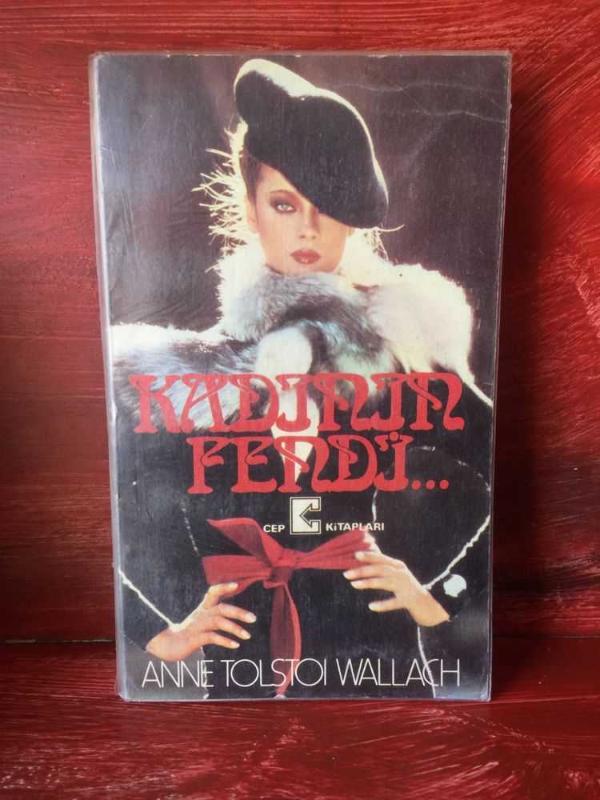 KADININ
FENDİ...
CEP KİTAPLARI
ANNE TOLSTOI WALLACH